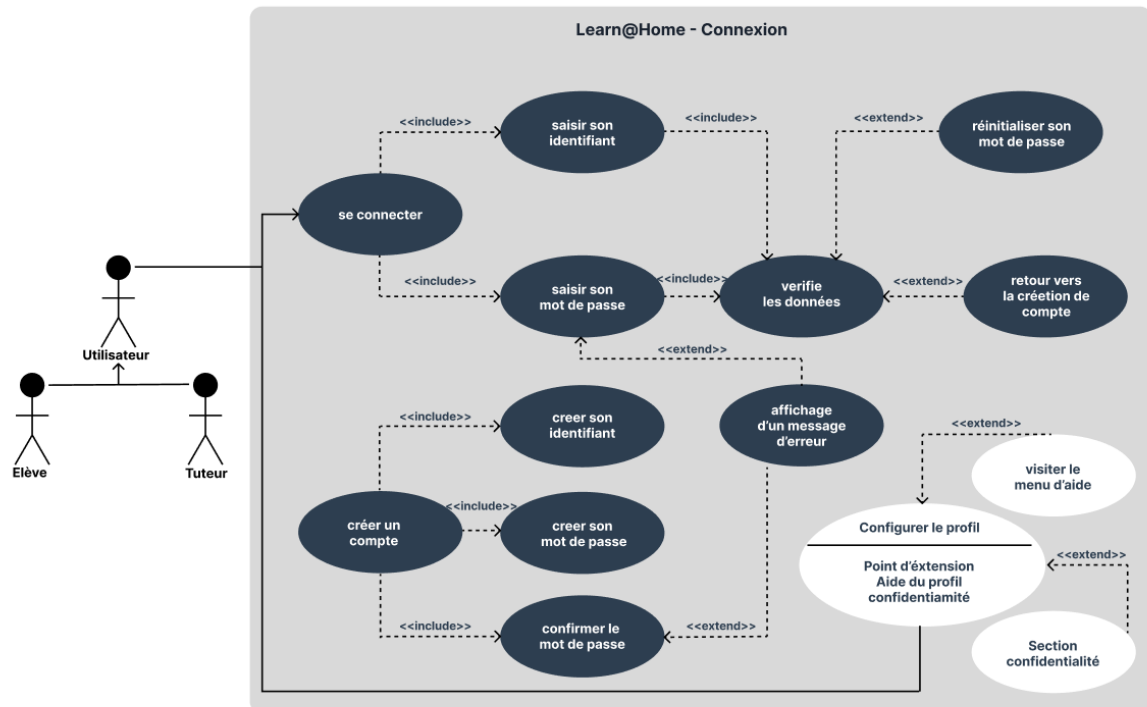 Learn@Home - Connexion
<<include>>
saisir son
identifiant
<<include>>
<<extend>>
réinitialiser son
mot de passe
se connecter
<<include>>
saisir son
mot de passe
<<include>>
verifie
les données
<<extend>>
retour vers
la créetion de
compte
Utilisateur
<<extend>>
Elève
Tuteur
<<include>>
creer son
identifiant
affichage
d'un message
d'erreur
<<extend>>
visiter le
menu d'aide
créer un
compte
<<include>>
creer son
mot de passe
Configurer le profil
Point d'éxtension
Aide du profil
confidentiamité
<<extend>>
<<include>>
confirmer le
mot de passe
<<extend>>
Section
confidentialité